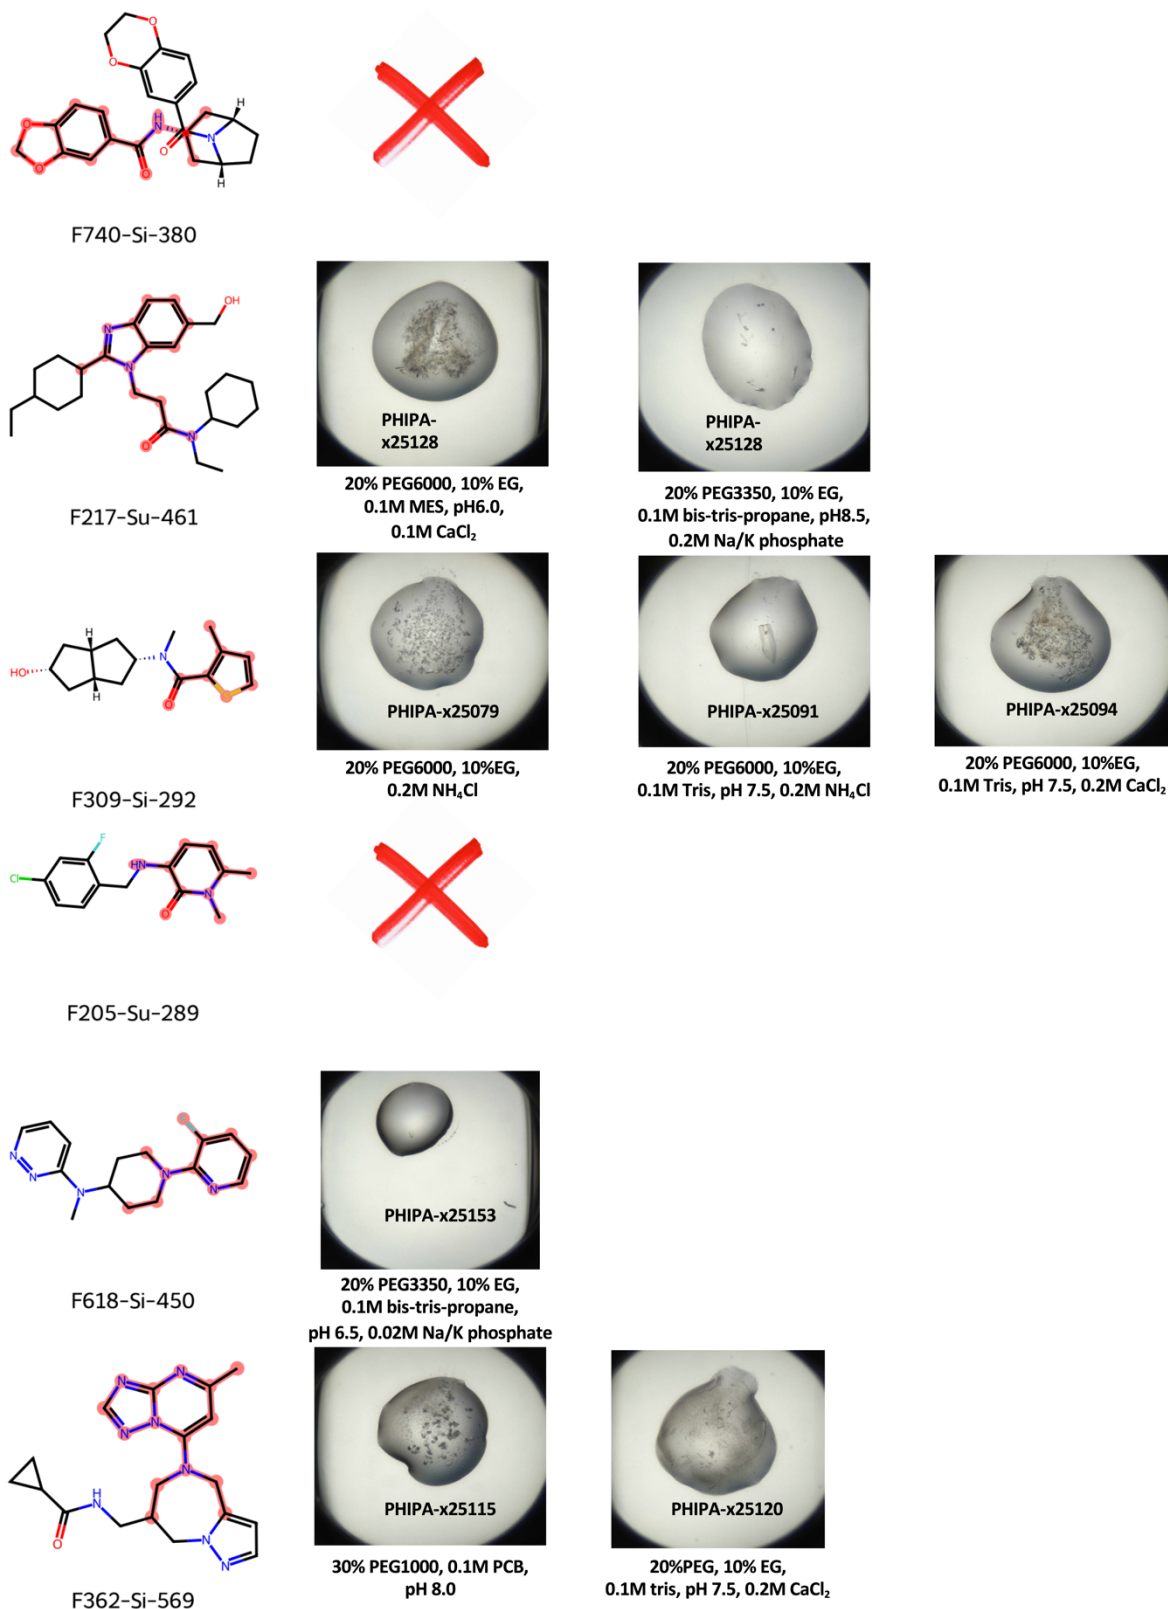 O
O
H
N
H
N
O
O
O
O
H
F740-Si-380
OH
N
N
O
N
PHIPA-
x25128
PHIPA-
x25128
20% PEG6000, 10% EG,
0.1M MES, pH6.0,
0.1M CaCl₂
20% PEG3350, 10% EG,
0.1M bis-tris-propane, pH8.5,
0.2M Na/K phosphate
F217-Su-461
H
HO
N
H
O
S
PHIPA-x25079
PHIPA-x25091
PHIPA-x25094
20% PEG6000, 10%EG,
0.2M NH₄Cl
20% PEG6000, 10%EG,
0.1M Tris, pH 7.5, 0.2M NH₄Cl
20% PEG6000, 10%EG,
0.1M Tris, pH 7.5, 0.2M CaCl₂
F309-Si-292
F
Cl
HN
N
O
F205-Su-289
F
N
N
N
N
N
PHIPA-x25153
20% PEG3350, 10% EG,
0.1M bis-tris-propane,
pH 6.5, 0.02M Na/K phosphate
F618-Si-450
N
N
N
N
N
H
N
O
N
N
PHIPA-x25115
PHIPA-x25120
30% PEG1000, 0.1M PCB,
pH 8.0
20%PEG, 10% EG,
0.1M tris, pH 7.5, 0.2M CaCl₂
F362-Si-569